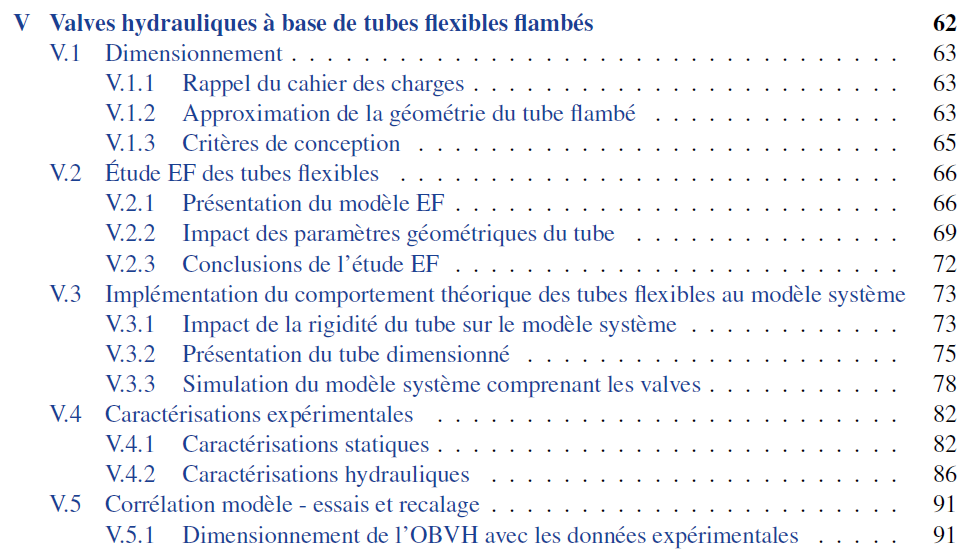 V Valves hydrauliques à base de tubes flexibles flambés 62
V.1 Dimensionnement . . . . . . . . . . . . . . . . . . . . . . . . . . . . . . . . 63
V.1.1 Rappel du cahier des charges . . . . . . . . . . . . . . . . . . . . . . . 63
V.1.2 Approximation de la géométrie du tube flambé . . . . . . . . . . . . . . 63
V.1.3 Critères de conception . . . . . . . . . . . . . . . . . . . . . . . . . 65
V.2 Étude EF des tubes flexibles . . . . . . . . . . . . . . . . . . . . . . . . . 66
V.2.1 Présentation du modèle EF . . . . . . . . . . . . . . . . . . . . . . . . 66
V.2.2 Impact des paramètres géométriques du tube . . . . . . . . . . . . . . 69
V.2.3 Conclusions de l’étude EF . . . . . . . . . . . . . . . . . . . . . . . . 72
V.3 Implémentation du comportement théorique des tubes flexibles au modèle système 73
V.3.1 Impact de la rigidité du tube sur le modèle système . . . . . . . . . . . 73
V.3.2 Présentation du tube dimensionné . . . . . . . . . . . . . . . . . . . . 75
V.3.3 Simulation du modèle système comprenant les valves . . . . . . . . . . . 78
V.4 Caractérisations expérimentales . . . . . . . . . . . . . . . . . . . . . . . . 82
V.4.1 Caractérisations statiques . . . . . . . . . . . . . . . . . . . . . . . . . 82
V.4.2 Caractérisations hydrauliques . . . . . . . . . . . . . . . . . . . . . . . 86
V.5 Corrélation modèle - essais et recalage . . . . . . . . . . . . . . . . . . . . . . 91
V.5.1 Dimensionnement de l’OBVH avec les données expérimentales . . . . . 91